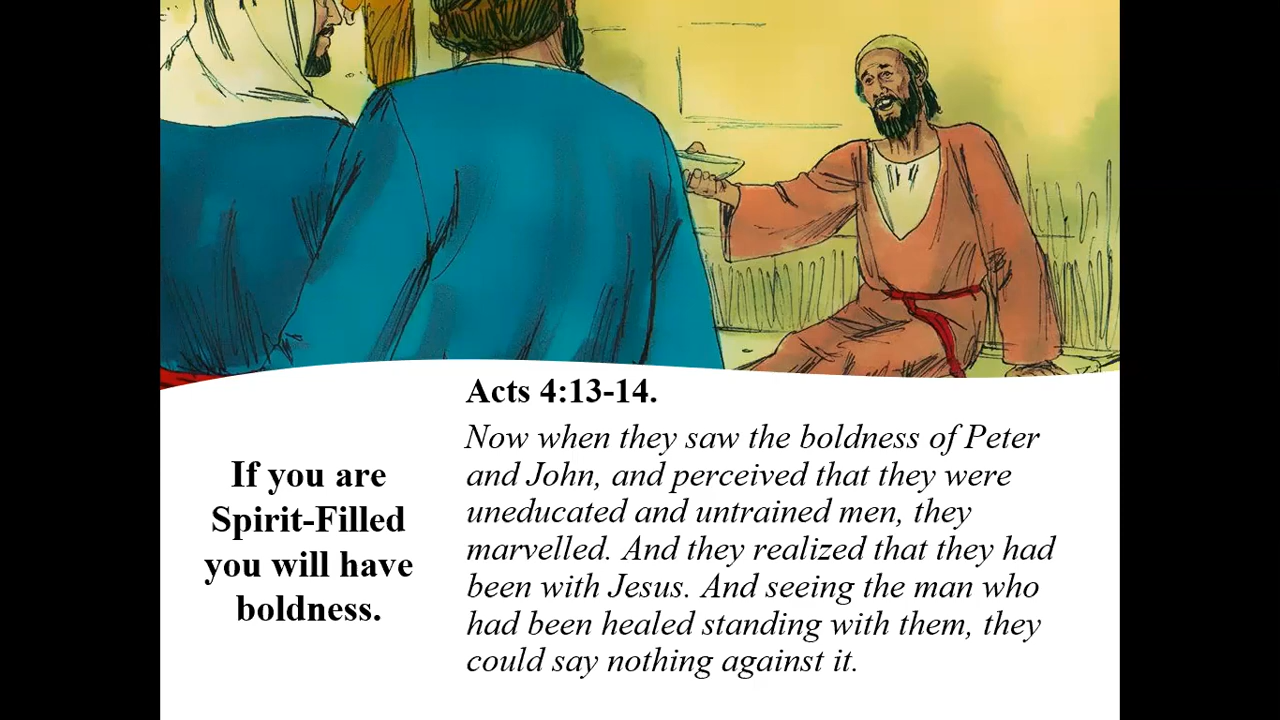 Acts 4:13-14.
Now when they saw the boldness of Peter
and John, and perceived that they were
uneducated and untrained men, they
marvelled. And they realized that they had
been with Jesus. And seeing the man who
had been healed standing with them, they
could say nothing against it.
If you are
Spirit-Filled
you will have
boldness.